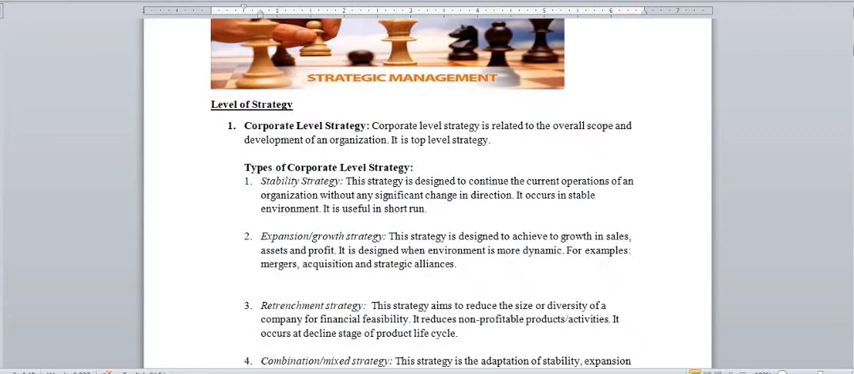 STRATEGIC MANAGEMENT
Level of Strategy
1. Corporate Level Strategy: Corporate level strategy is related to the overall scope and
development of an organization. It is top level strategy.
Types of Corporate Level Strategy:
1. Stability Strategy: This strategy is designed to continue the current operations of an
organization without any significant change in direction. It occurs in stable
environment. It is useful in short run.
2. Expansion/growth strategy: This strategy is designed to achieve to growth in sales,
assets and profit. It is designed when environment is more dynamic. For examples:
mergers, acquisition and strategic alliances.
3. Retrenchment strategy: This strategy aims to reduce the size or diversity of a
company for financial feasibility. It reduces non-profitable products/activities. It
occurs at decline stage of product life cycle.
4. Combination/mixed strategy: This strategy is the adaptation of stability, expansion